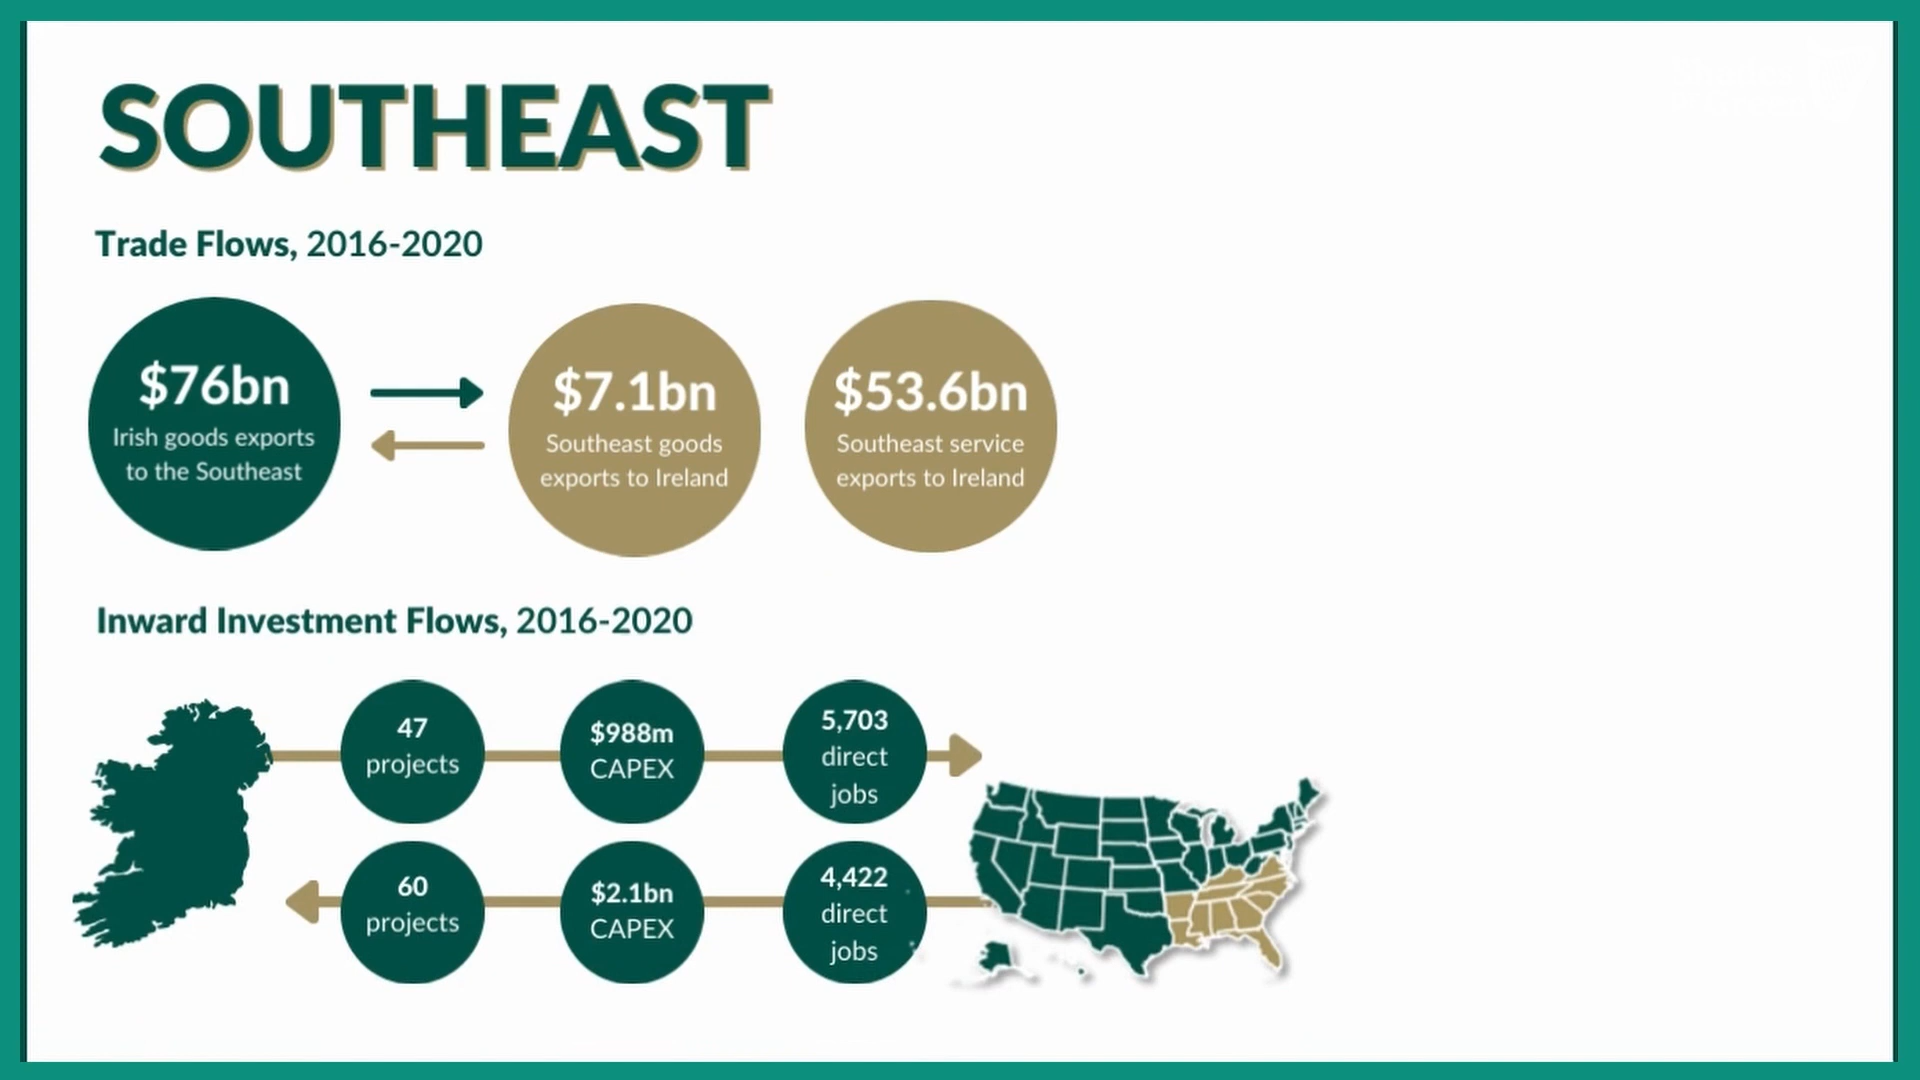 SOUTHEAST
Trade Flows, 2016-2020
$76bn
Irish goods exports
to the Southeast
$7.1bn
Southeast goods
exports to Ireland
$53.6bn
Southeast service
exports to Ireland
Inward Investment Flows, 2016-2020
47
projects
$988m
CAPEX
5,703
direct
jobs
60
projects
$2.1bn
CAPEX
4,422
direct
jobs